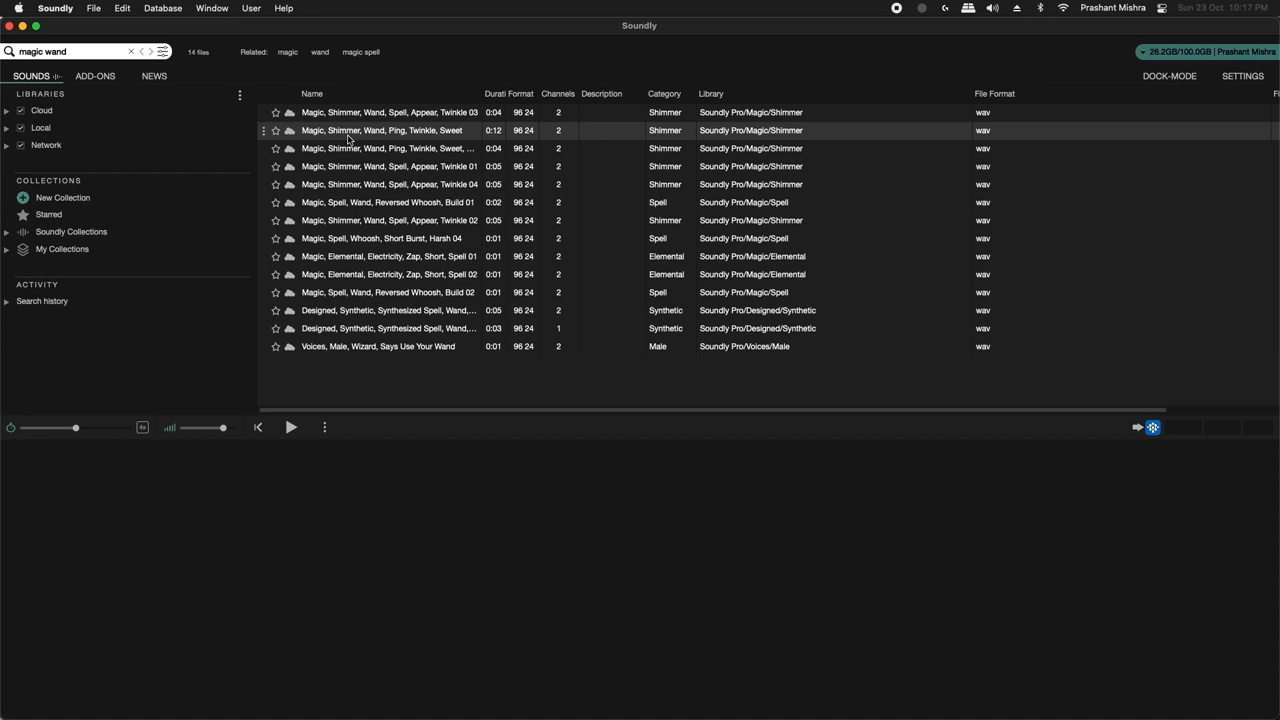 Soundly File Edit Database Window User Help Prashant Mishra Sun 23 Oct 10:17 PM
Soundly
magic wand 14 files Related: magic wand magic spell 26.2GB/100.0GB | Prashant Mishra
SOUNDS ADD-ONS NEWS DOCK-MODE SETTINGS
LIBRARIES
Cloud
Local
Network
COLLECTIONS
New Collection
Starred
Soundly Collections
My Collections
ACTIVITY
Search history
Name Durati Format Channels Description Category Library File Format Fi
Magic, Shimmer, Wand, Spell, Appear, Twinkle 03 0:04 96 24 2 Shimmer Soundly Pro/Magic/Shimmer wav
Magic, Shimmer, Wand, Ping, Twinkle, Sweet 0:12 96 24 2 Shimmer Soundly Pro/Magic/Shimmer wav
Magic, Shimmer, Wand, Ping, Twinkle, Sweet, ... 0:04 96 24 2 Shimmer Soundly Pro/Magic/Shimmer wav
Magic, Shimmer, Wand, Spell, Appear, Twinkle 01 0:05 96 24 2 Shimmer Soundly Pro/Magic/Shimmer wav
Magic, Shimmer, Wand, Spell, Appear, Twinkle 04 0:05 96 24 2 Shimmer Soundly Pro/Magic/Shimmer wav
Magic, Spell, Wand, Reversed Whoosh, Build 01 0:02 96 24 2 Spell Soundly Pro/Magic/Spell wav
Magic, Shimmer, Wand, Spell, Appear, Twinkle 02 0:05 96 24 2 Shimmer Soundly Pro/Magic/Shimmer wav
Magic, Spell, Whoosh, Short Burst, Harsh 04 0:01 96 24 2 Spell Soundly Pro/Magic/Spell wav
Magic, Elemental, Electricity, Zap, Short, Spell 01 0:01 96 24 2 Elemental Soundly Pro/Magic/Elemental wav
Magic, Elemental, Electricity, Zap, Short, Spell 02 0:01 96 24 2 Elemental Soundly Pro/Magic/Elemental wav
Magic, Spell, Wand, Reversed Whoosh, Build 02 0:01 96 24 2 Spell Soundly Pro/Magic/Spell wav
Designed, Synthetic, Synthesized Spell, Wand,... 0:05 96 24 2 Synthetic Soundly Pro/Designed/Synthetic wav
Designed, Synthetic, Synthesized Spell, Wand,... 0:03 96 24 1 Synthetic Soundly Pro/Designed/Synthetic wav
Voices, Male, Wizard, Says Use Your Wand 0:01 96 24 2 Male Soundly Pro/Voices/Male wav
4x